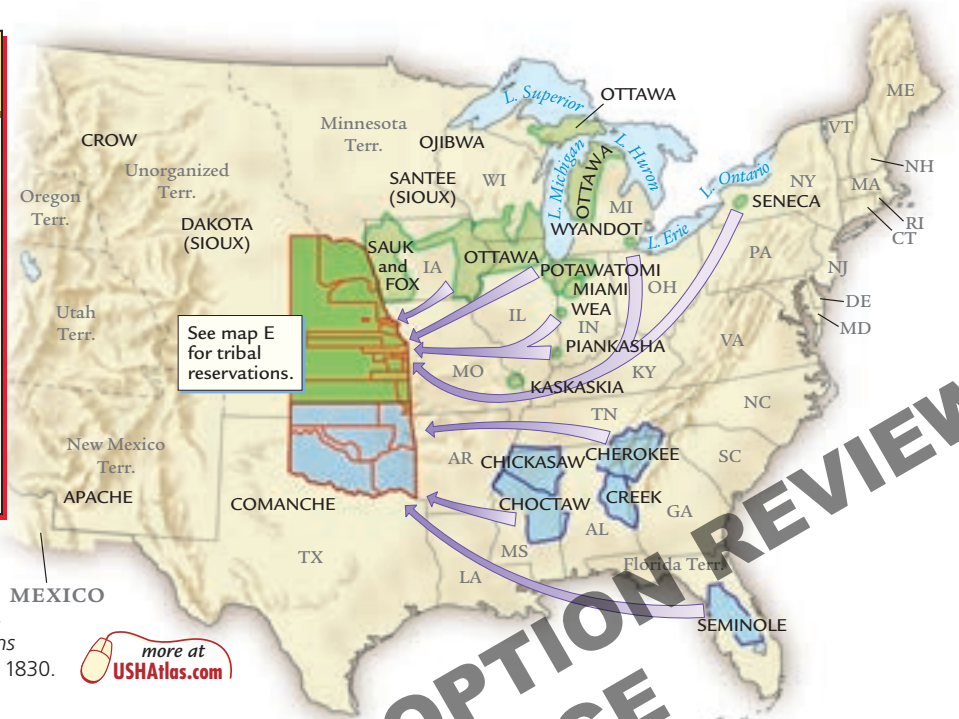 L. Superior
OTTAWA
ME
CROW
Minnesota
Terr.
OJIBWA
VT
Unorganized
Terr.
L. Michigan
OTTAWA
L. Huron
L. Ontario
NH
Oregon
Terr.
SANTEE
(SIOUX)
WI
MI
NY
MA
SENECA
RI
CT
DAKOTA
(SIOUX)
WYANDOT
L. Erie
SAUK
and
FOX
IA
OTTAWA
POTAWATOMI
PA
NJ
MIAMI
OH
DE
MD
Utah
Terr.
WEA
IL
IN
See map E
for tribal
reservations.
PIANKASHA
VA
MO
KY
KASKASKIA
NC
TN
New Mexico
Terr.
AR
CHICKASAW
CHEROKEE
SC
APACHE
COMANCHE
CHOCTAW
CREEK
GA
AL
TX
MS
LA
Florida Terr.
MEXICO
SEMINOLE
ns
1830.
more at
USHAtlas.com
OPTION REVIEW
CE